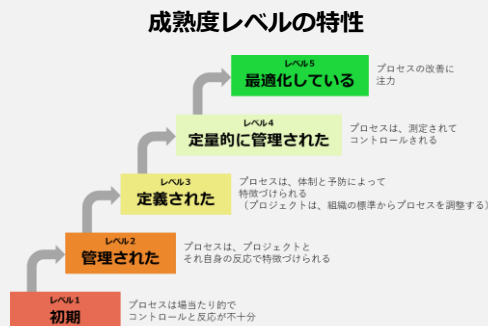 成熟度レベルの特性
レベル5
最適化している
プロセスの改善に
注力
レベル4
定量的に管理された
プロセスは、測定されて
コントロールされる
レベル3
定義された
プロセスは、体制と予防によって
特徴づけられる
（プロジェクトは、組織の標準からプロセスを調整する）
レベル2
管理された
プロセスは、プロジェクトと
それ自身の反応で特徴づけられる
レベル1
初期
プロセスは場当たり的で
コントロールと反応が不十分